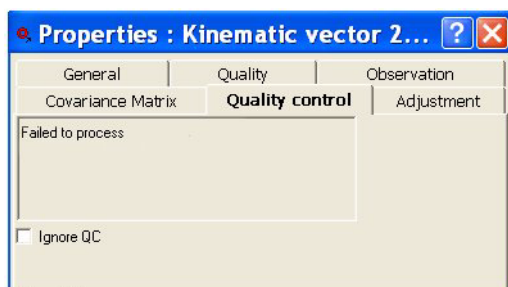 Properties : Kinematic vector 2... ? X
General Quality Observation
Covariance Matrix Quality control Adjustment
Failed to process
Ignore QC